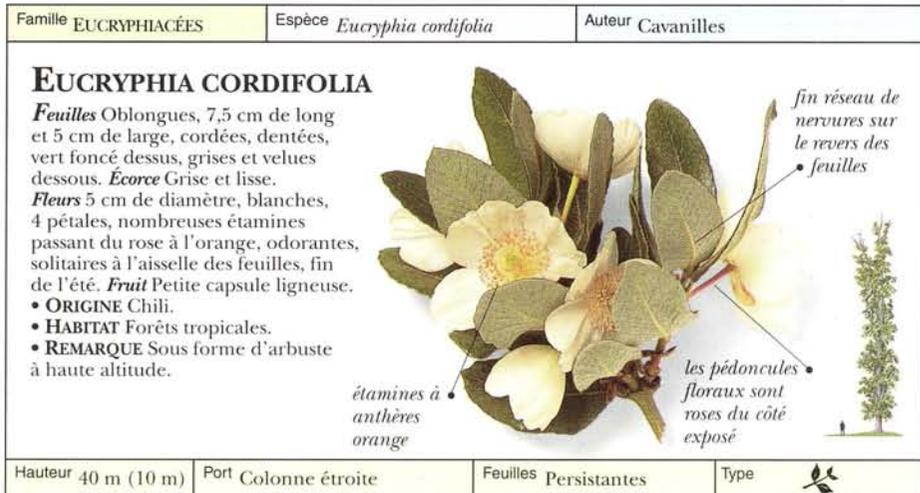 Famille EUCRYPHIACÉES
Espèce Eucryphia cordifolia
Auteur Cavanilles
EUCRYPHIA CORDIFOLIA
Feuilles Oblongues, 7,5 cm de long
et 5 cm de large, cordées, dentées,
vert foncé dessus, grises et velues
dessous. Écorce Grise et lisse.
Fleurs 5 cm de diamètre, blanches,
4 pétales, nombreuses étamines
passant du rose à l'orange, odorantes,
solitaires à l'aisselle des feuilles, fin
de l'été. Fruit Petite capsule ligneuse.
• ORIGINE Chili.
• HABITAT Forêts tropicales.
• REMARQUE Sous forme d'arbuste
à haute altitude.
fin réseau de
nervures sur
le revers des
feuilles
étamines à
anthères
orange
les pédoncules
floraux sont
roses du côté
exposé
Hauteur 40 m (10 m)
Port Colonne étroite
Feuilles Persistantes
Type